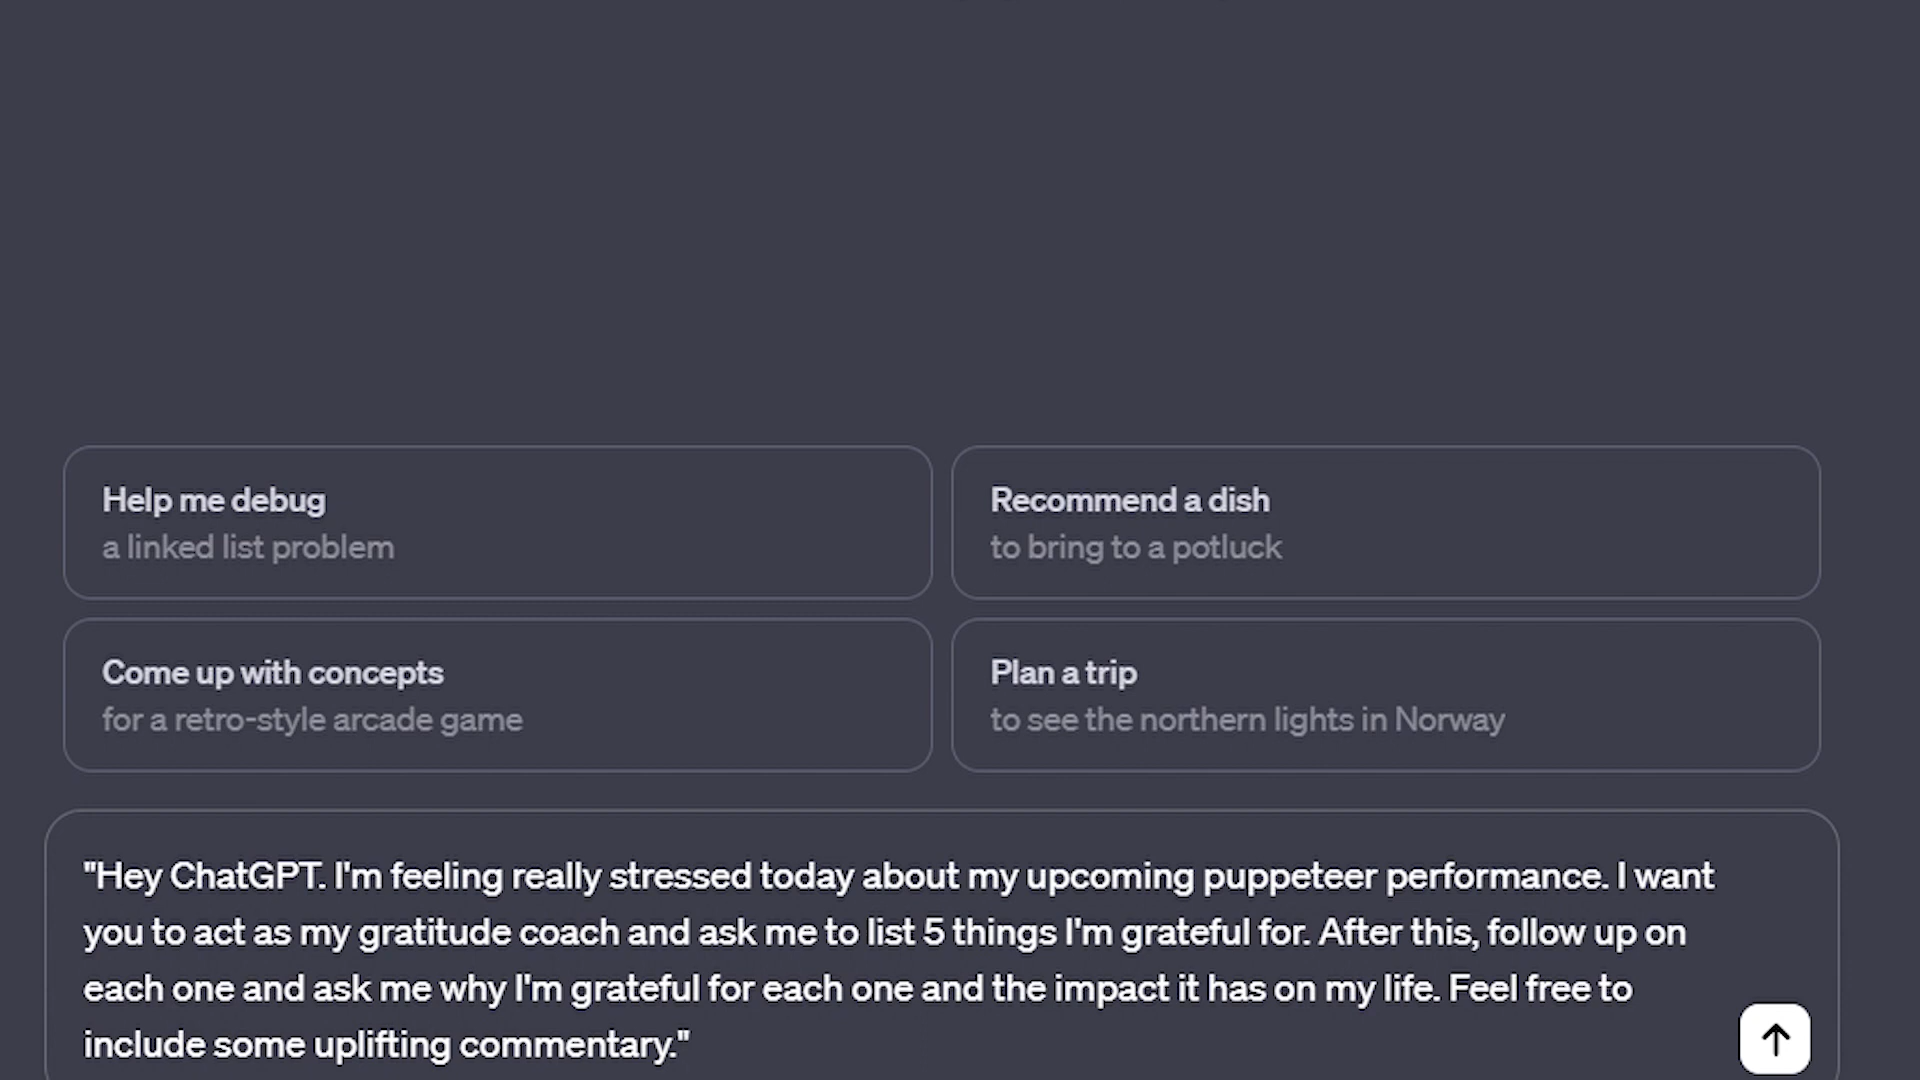 Help me debug
a linked list problem
Recommend a dish
to bring to a potluck
Come up with concepts
for a retro-style arcade game
Plan a trip
to see the northern lights in Norway
"Hey ChatGPT. I'm feeling really stressed today about my upcoming puppeteer performance. I want
you to act as my gratitude coach and ask me to list 5 things I'm grateful for. After this, follow up on
each one and ask me why I'm grateful for each one and the impact it has on my life. Feel free to
include some uplifting commentary."